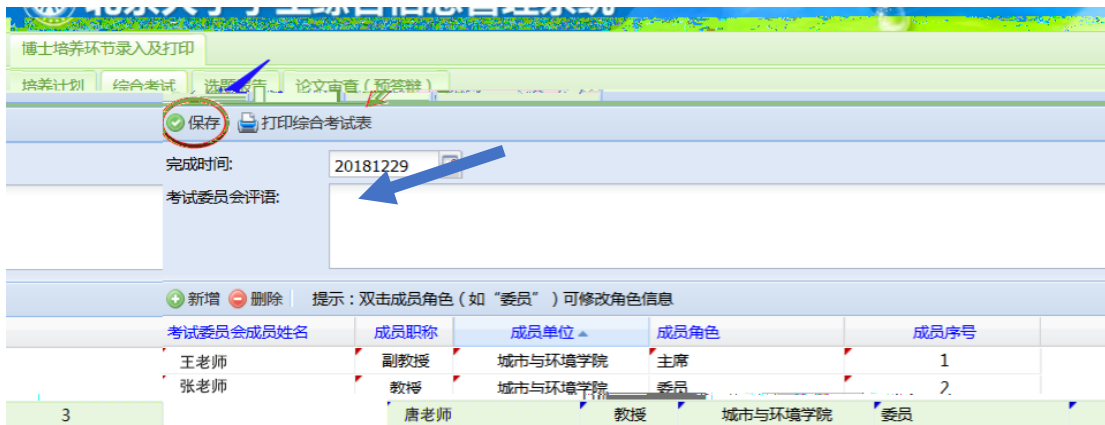 博士培养环节录入及打印
培养计划 综合考试 选题报告 论文审查（预答辩）
保存 打印综合考试表
完成时间: 20181229
考试委员会评语:
新增 删除 提示：双击成员角色（如“委员”）可修改角色信息
考试委员会成员姓名 成员职称 成员单位 成员角色 成员序号
王老师 副教授 城市与环境学院 主席 1
张老师 教授 城市与环境学院 委员 2
3 唐老师 教授 城市与环境学院 委员